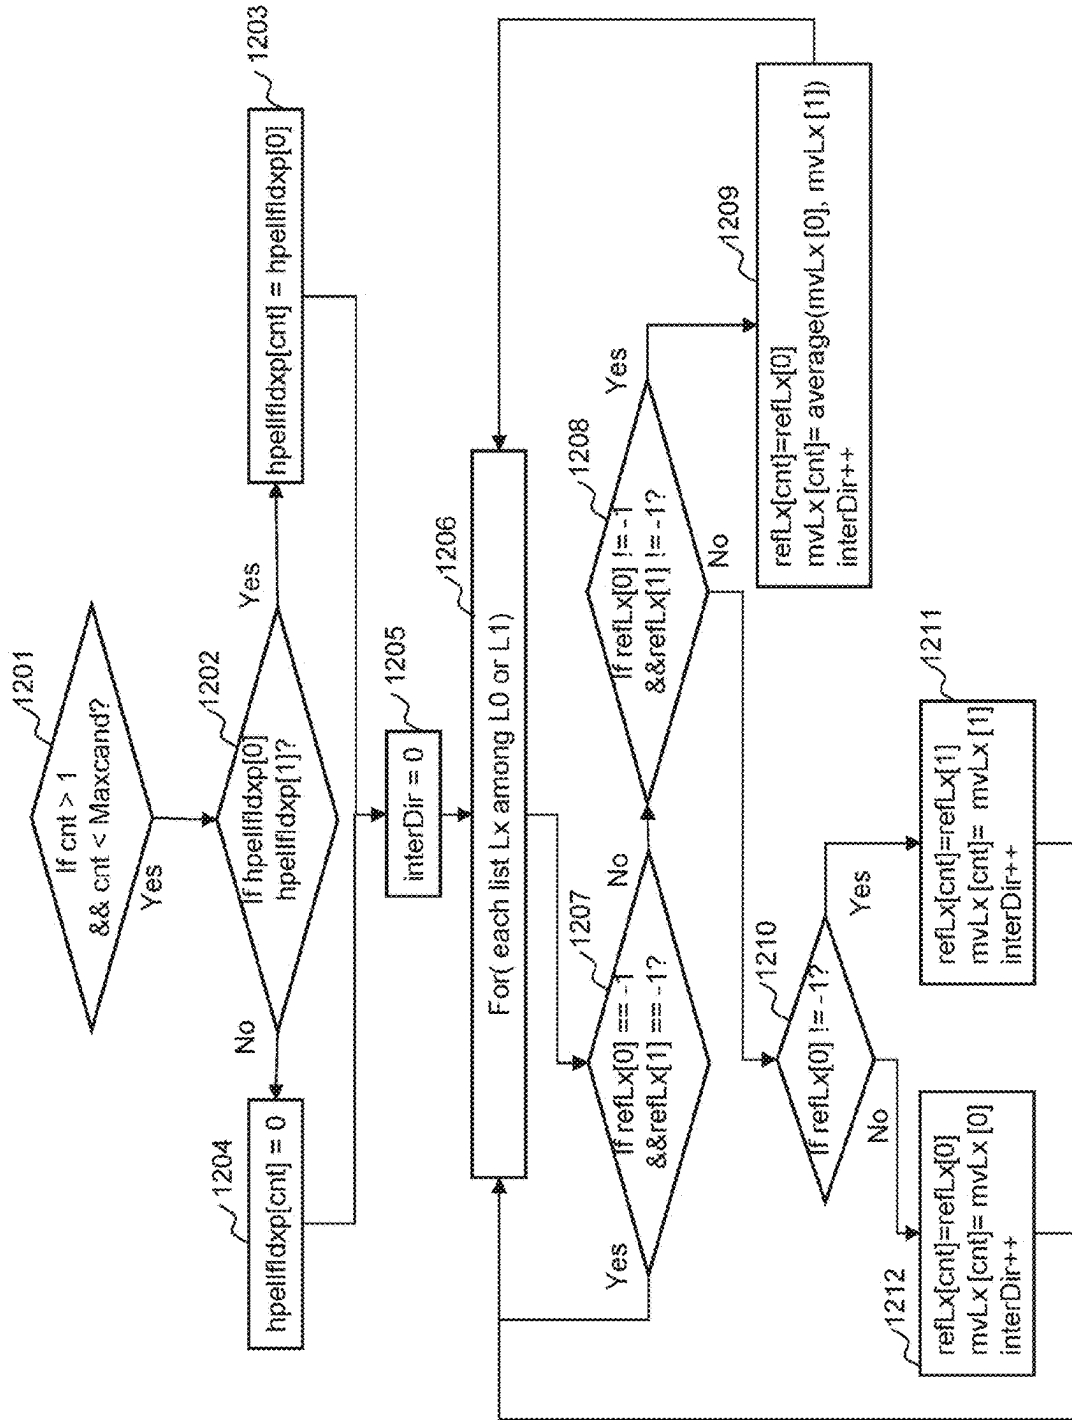 1201
If cnt > 1
&& cnt < Maxcand?
Yes
1202
If hpelIfIdxp[0]
hpelIfIdxp[1]?
Yes
No
1203
hpelIfIdxp[cnt] = hpelIfIdxp[0]
1204
hpelIfIdxp[cnt] = 0
1205
interDir = 0
1206
For( each list Lx among L0 or L1)
1207
If refLx[0] == -1
&&refLx[1] == -1?
Yes
No
1208
If refLx[0] != -1
&&refLx[1] != -1?
Yes
No
1209
refLx[cnt]=refLx[0]
mvLx [cnt]= average(mvLx [0], mvLx [1])
interDir++
1210
If refLx[0] != -1?
Yes
No
1211
refLx[cnt]=refLx[1]
mvLx [cnt]= mvLx [1]
interDir++
1212
refLx[cnt]=refLx[0]
mvLx [cnt]= mvLx [0]
interDir++